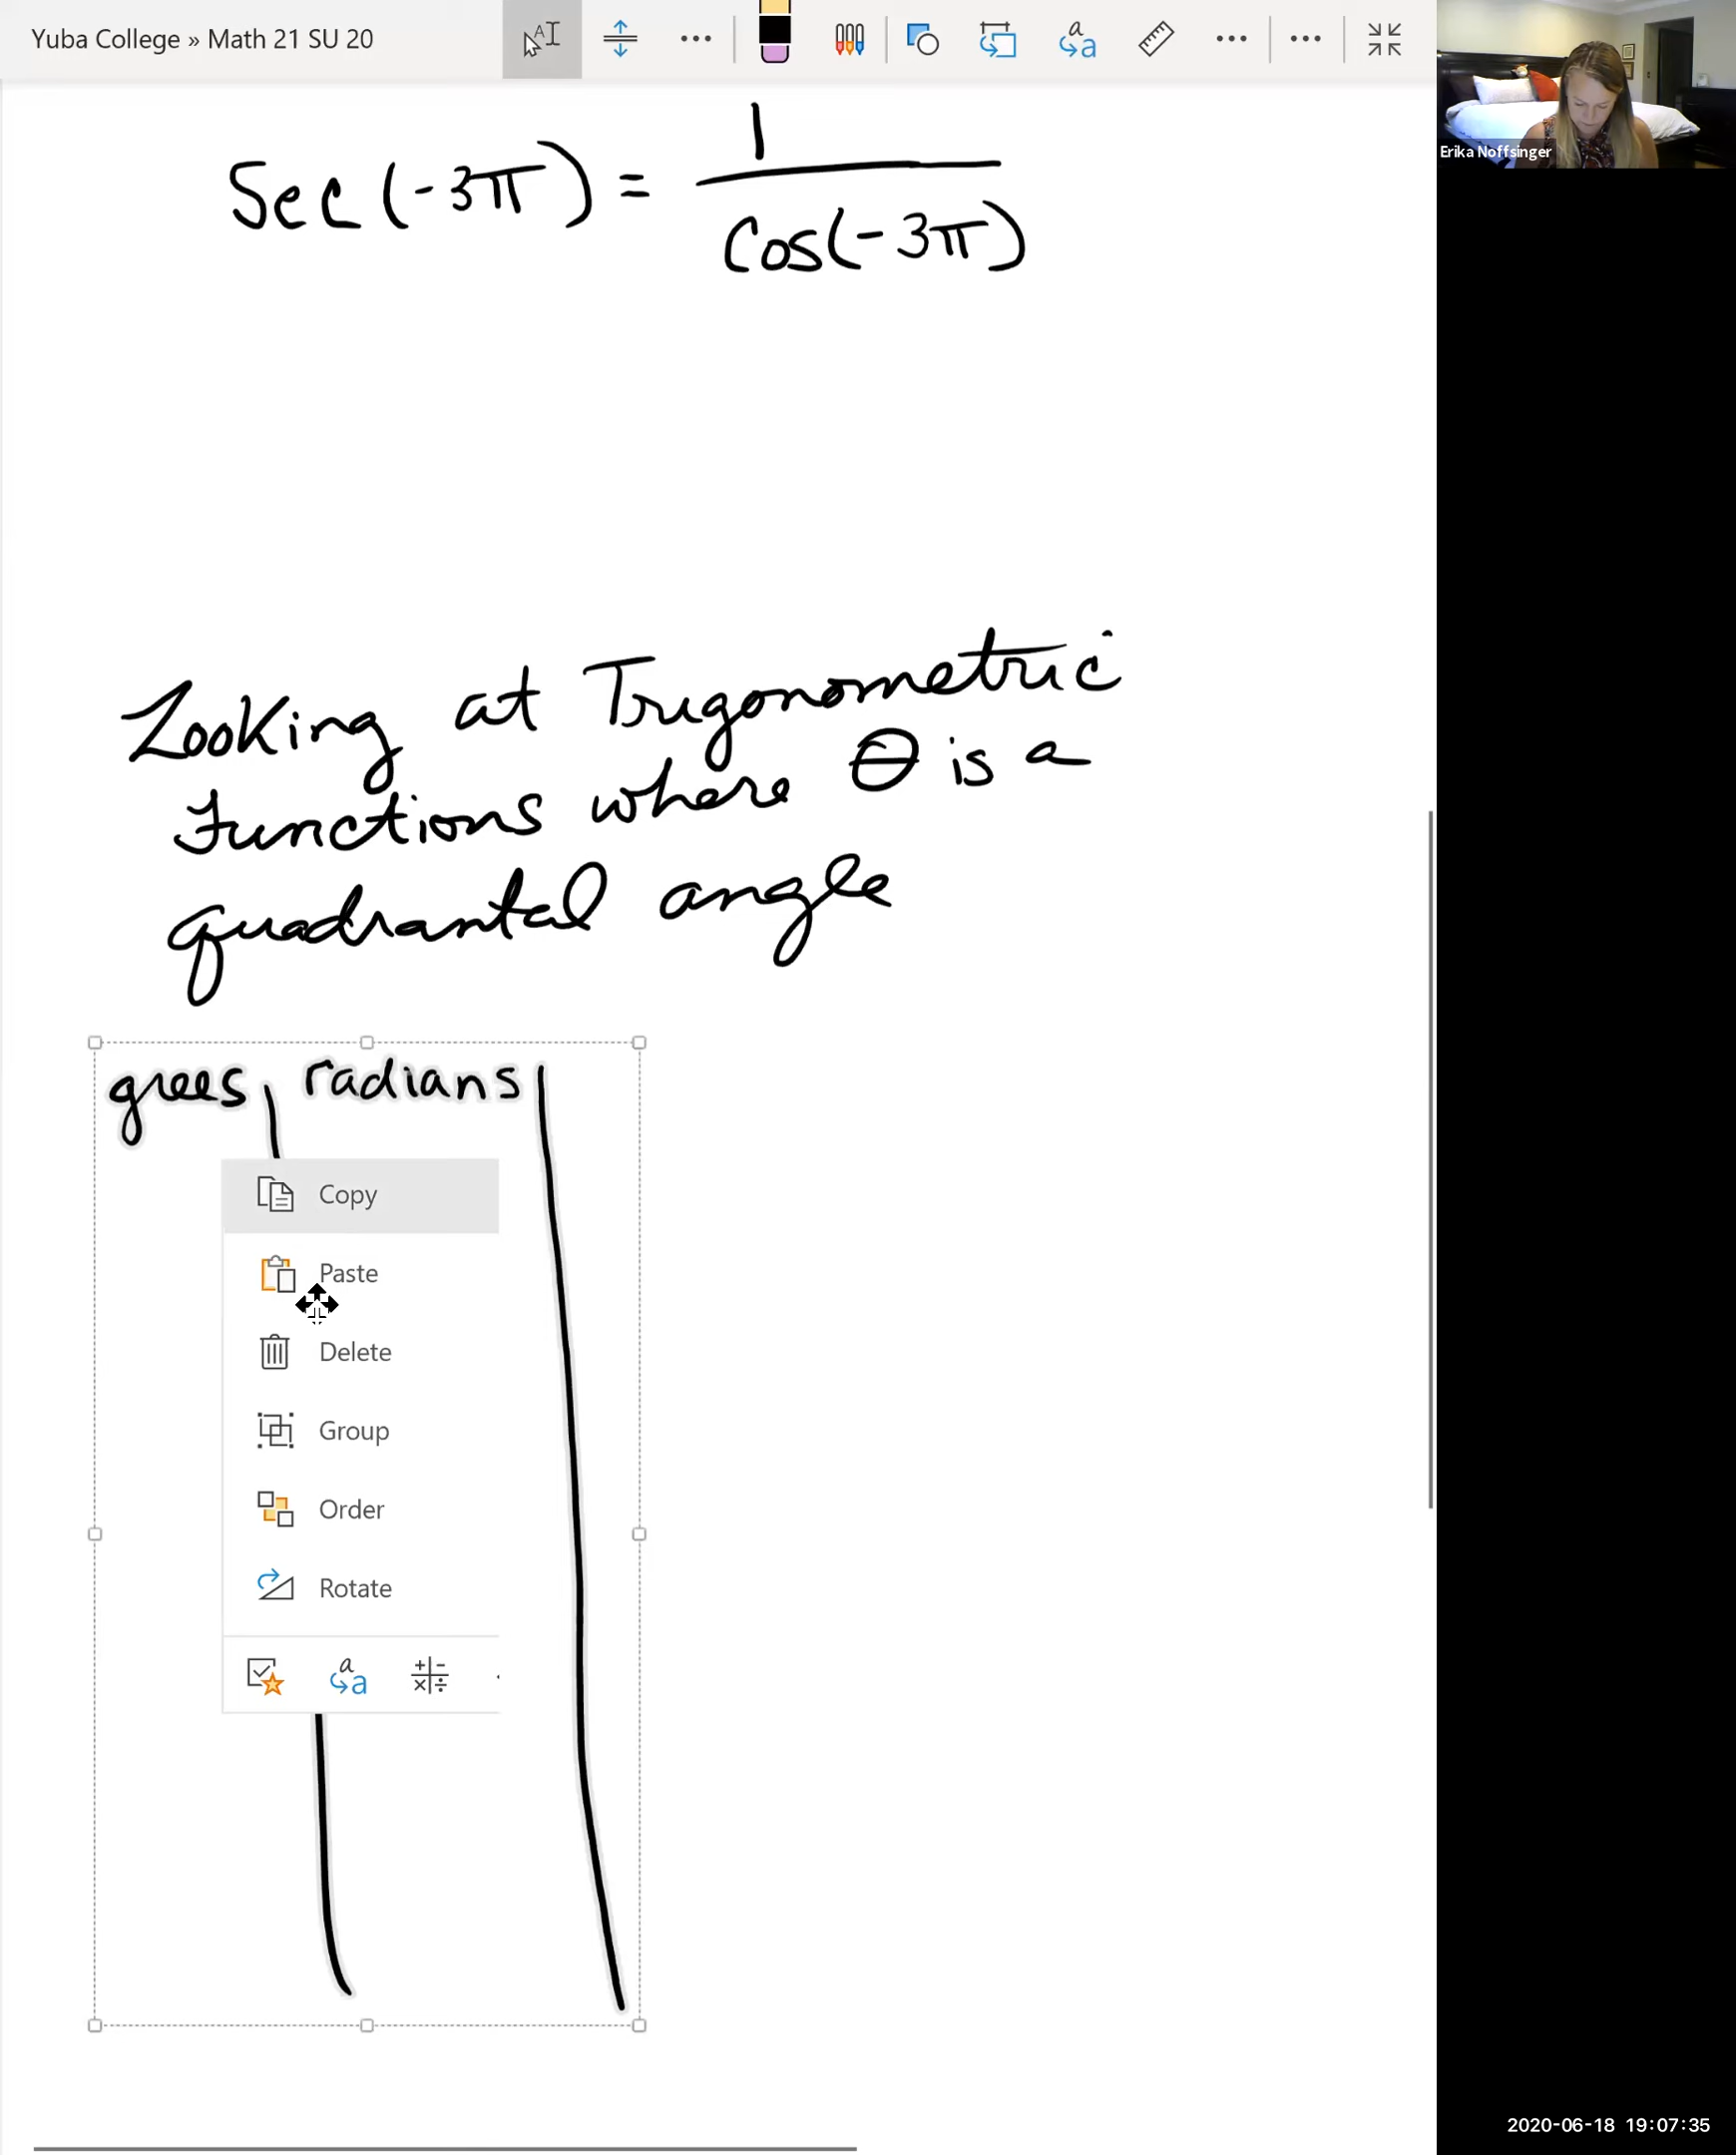 Yuba College » Math 21 SU 20
Erika Noffsinger
Sec (-3π) = 1 / Cos(-3π)
Looking at Trigonometric
Functions where θ is a
quadrantal angle
grees radians
Copy
Paste
Delete
Group
Order
Rotate
2020-06-18 19:07:35